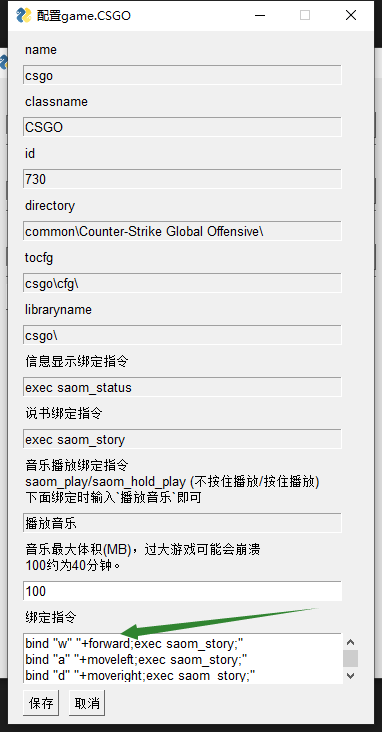 配置game.CSGO
name
csgo
classname
CSGO
id
730
directory
common\Counter-Strike Global Offensive\
tocfg
csgo\cfg\
libraryname
csgo\
信息显示绑定指令
exec saom_status
说书绑定指令
exec saom_story
音乐播放绑定指令
saom_play/saom_hold_play (不按住播放/按住播放)
下面绑定时输入`播放音乐`即可
播放音乐
音乐最大体积(MB)，过大游戏可能会崩溃
100约为40分钟。
100
绑定指令
bind "w" "+forward;exec saom_story;"
bind "a" "+moveleft;exec saom_story;"
bind "d" "+moveright;exec saom_story;"
保存 取消